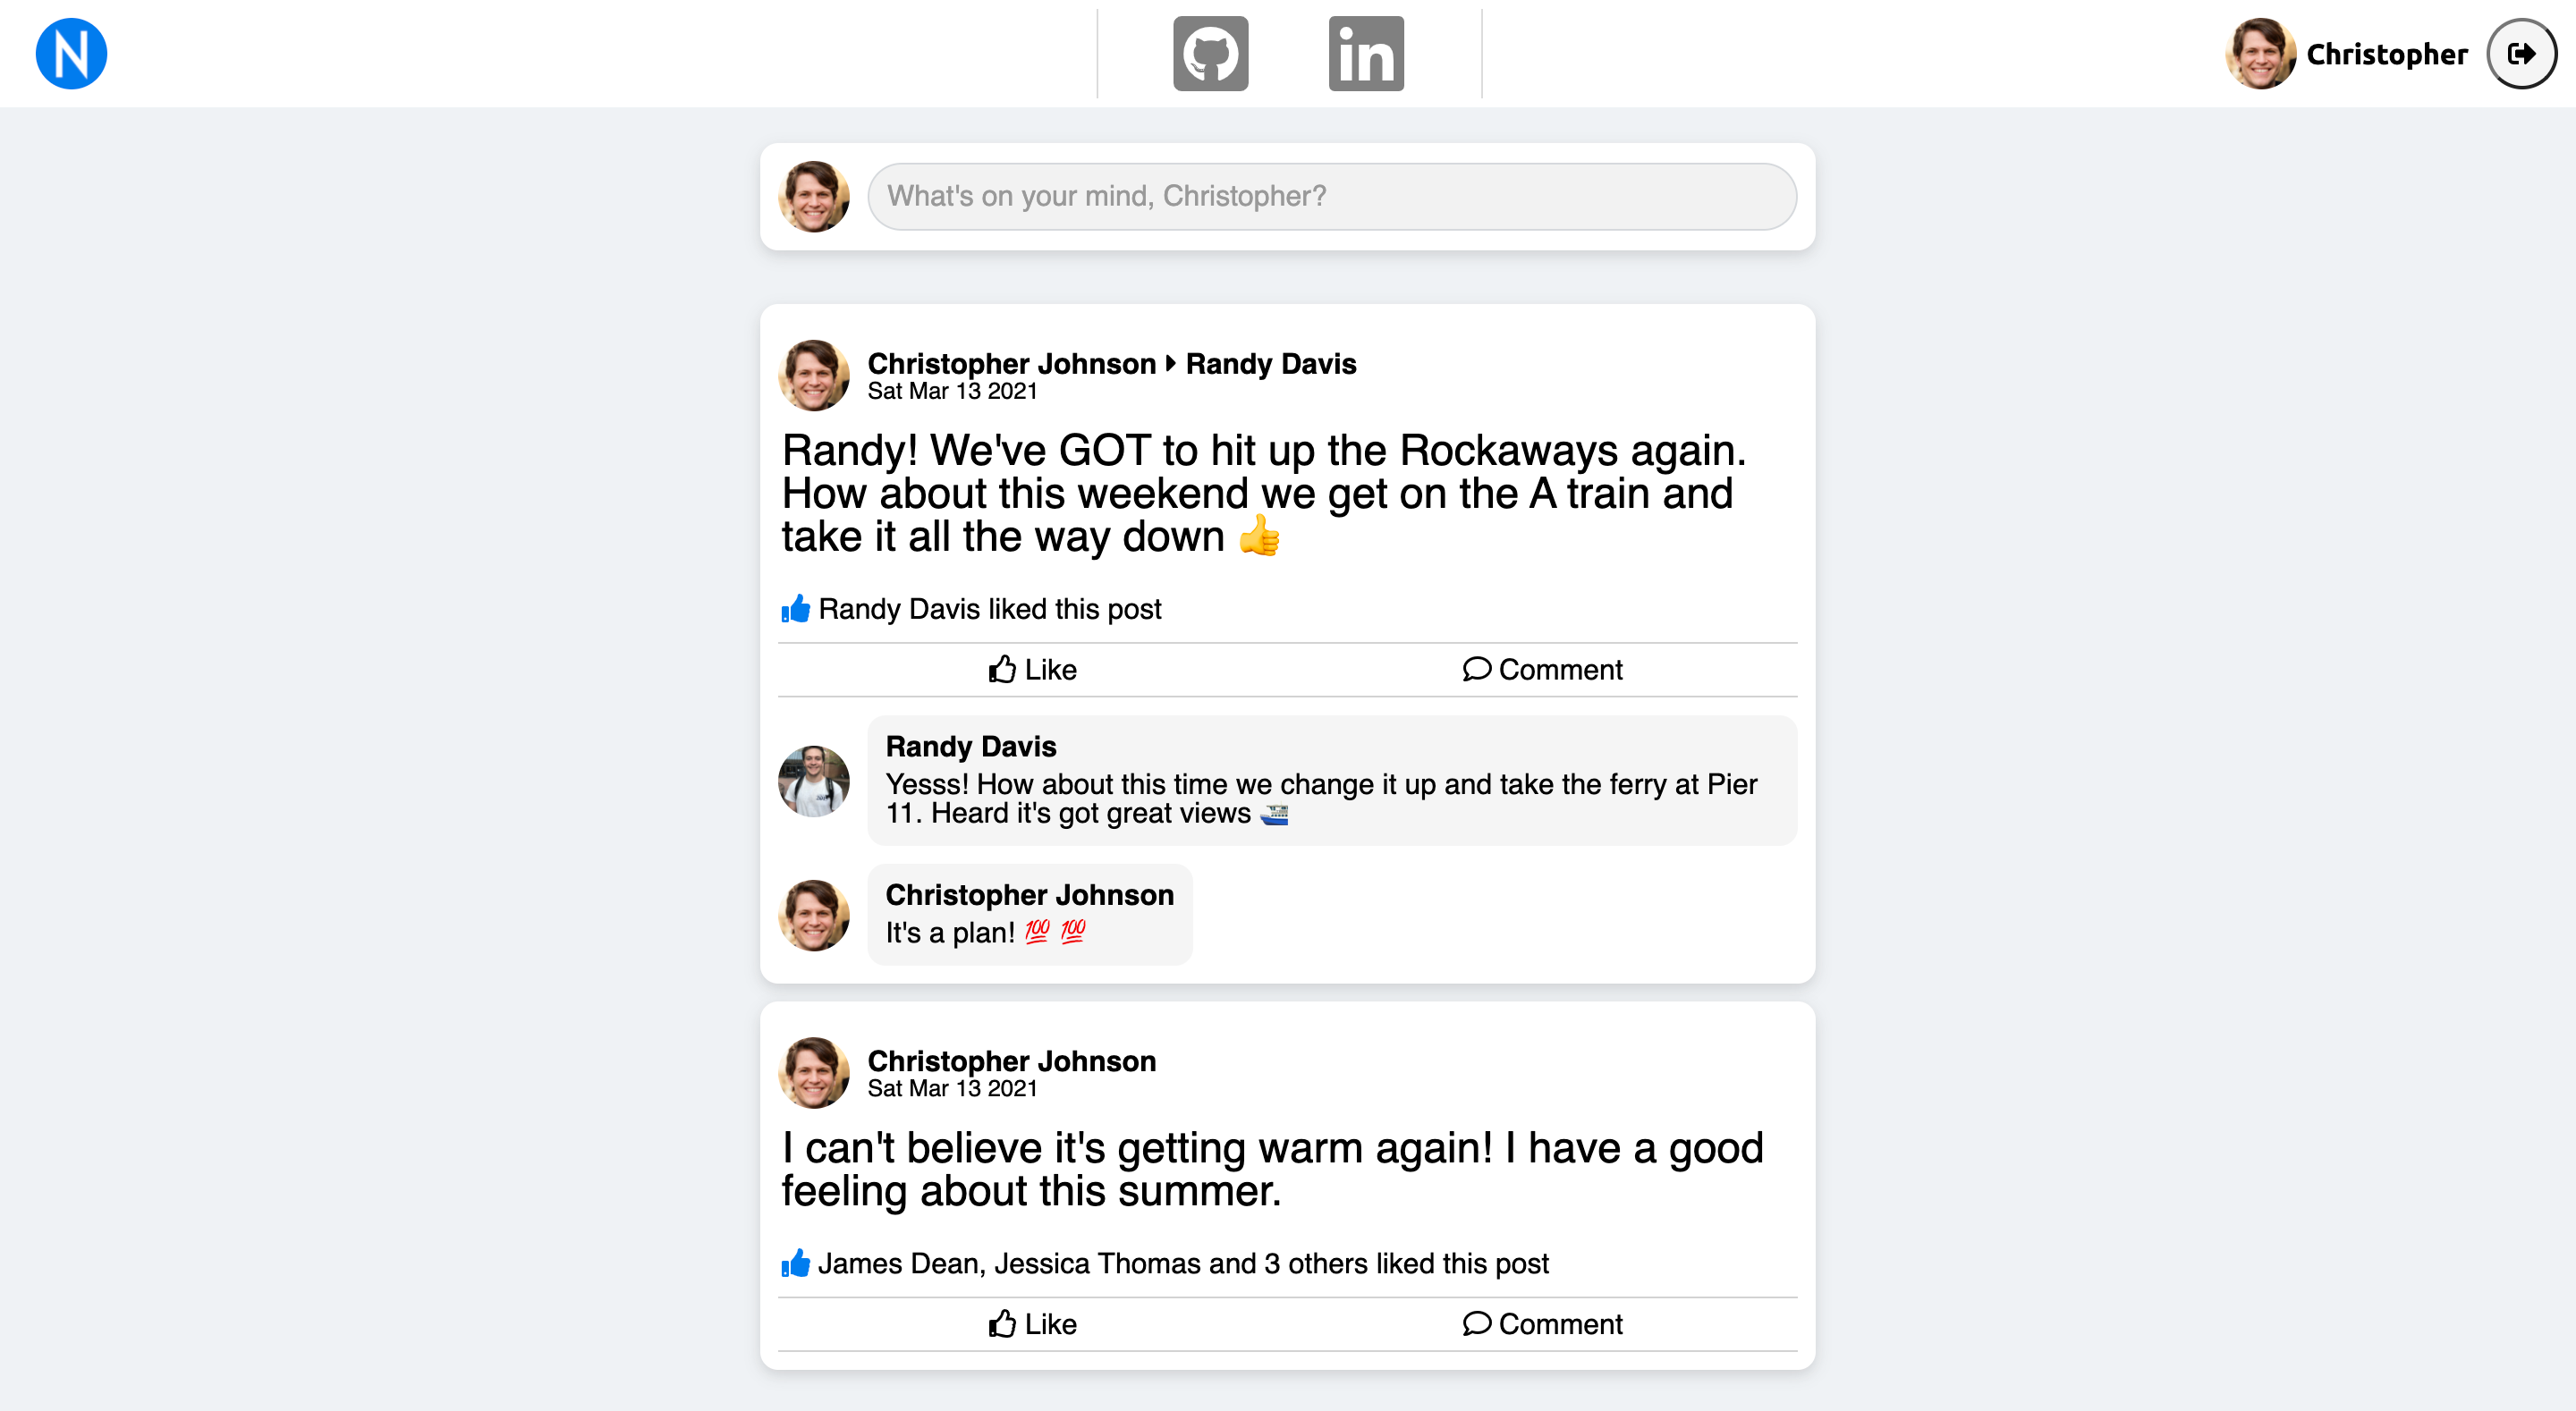 N
in
Christopher
What's on your mind, Christopher?
Christopher Johnson Randy Davis
Sat Mar 13 2021
Randy! We've GOT to hit up the Rockaways again.
How about this weekend we get on the A train and
take it all the way down 👍
Randy Davis liked this post
Like Comment
Randy Davis
Yesss! How about this time we change it up and take the ferry at Pier
11. Heard it's got great views 🛥️
Christopher Johnson
It's a plan! 💯 💯
Christopher Johnson
Sat Mar 13 2021
I can't believe it's getting warm again! I have a good
feeling about this summer.
James Dean, Jessica Thomas and 3 others liked this post
Like Comment